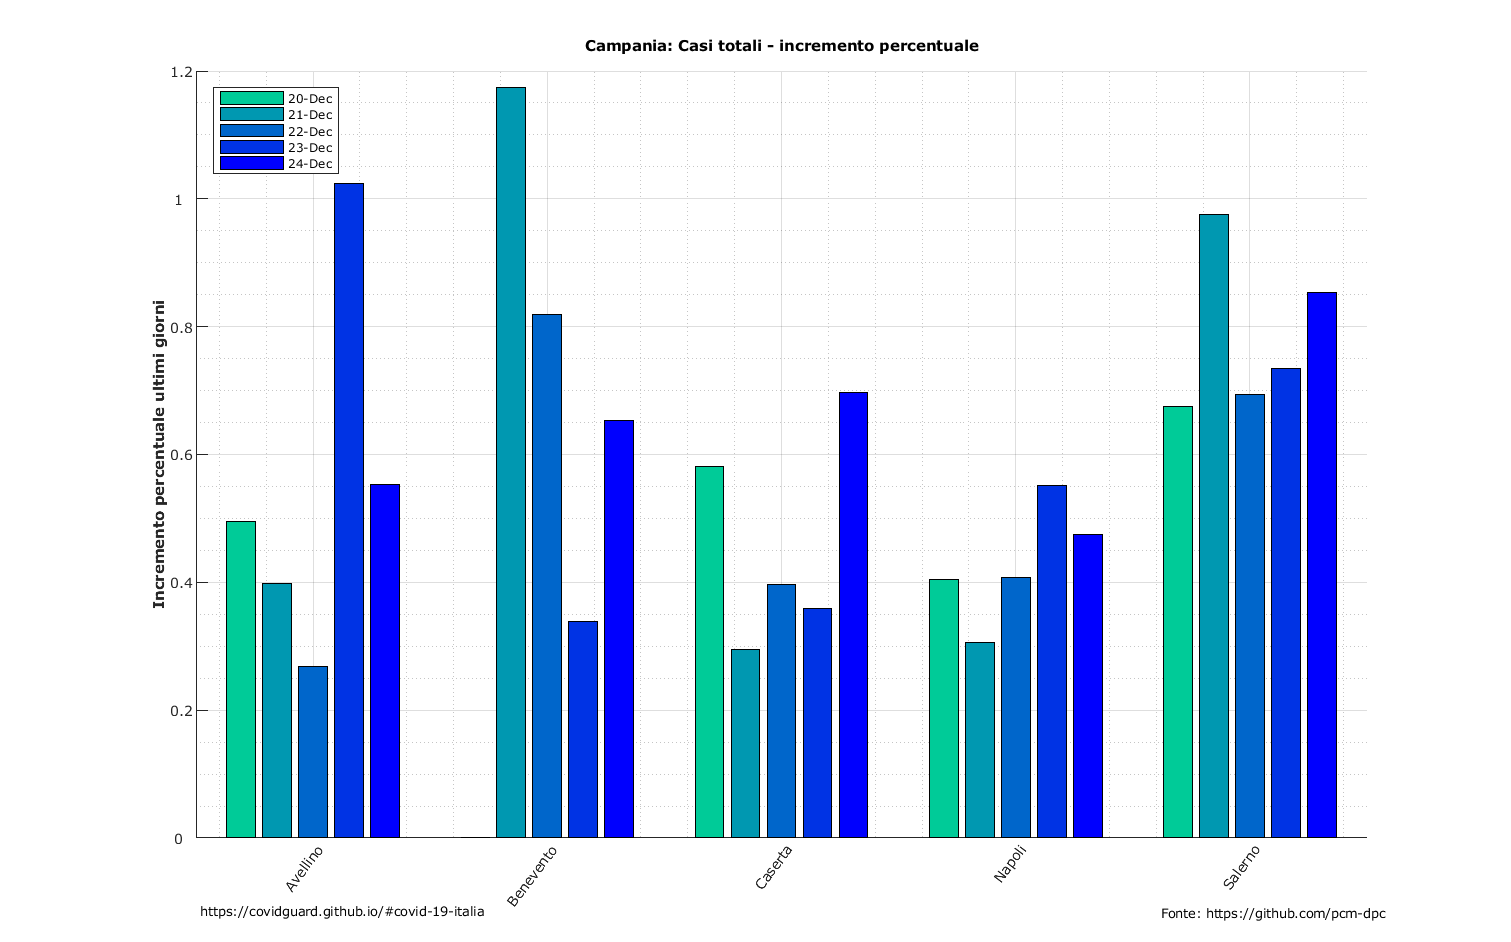 Campania: Casi totali - incremento percentuale
1.2
1
0.8
0.6
0.4
0.2
0
Incremento percentuale ultimi giorni
20-Dec
21-Dec
22-Dec
23-Dec
24-Dec
Avellino
Benevento
Caserta
Napoli
Salerno
https://covidguard.github.io/#covid-19-italia
Fonte: https://github.com/pcm-dpc